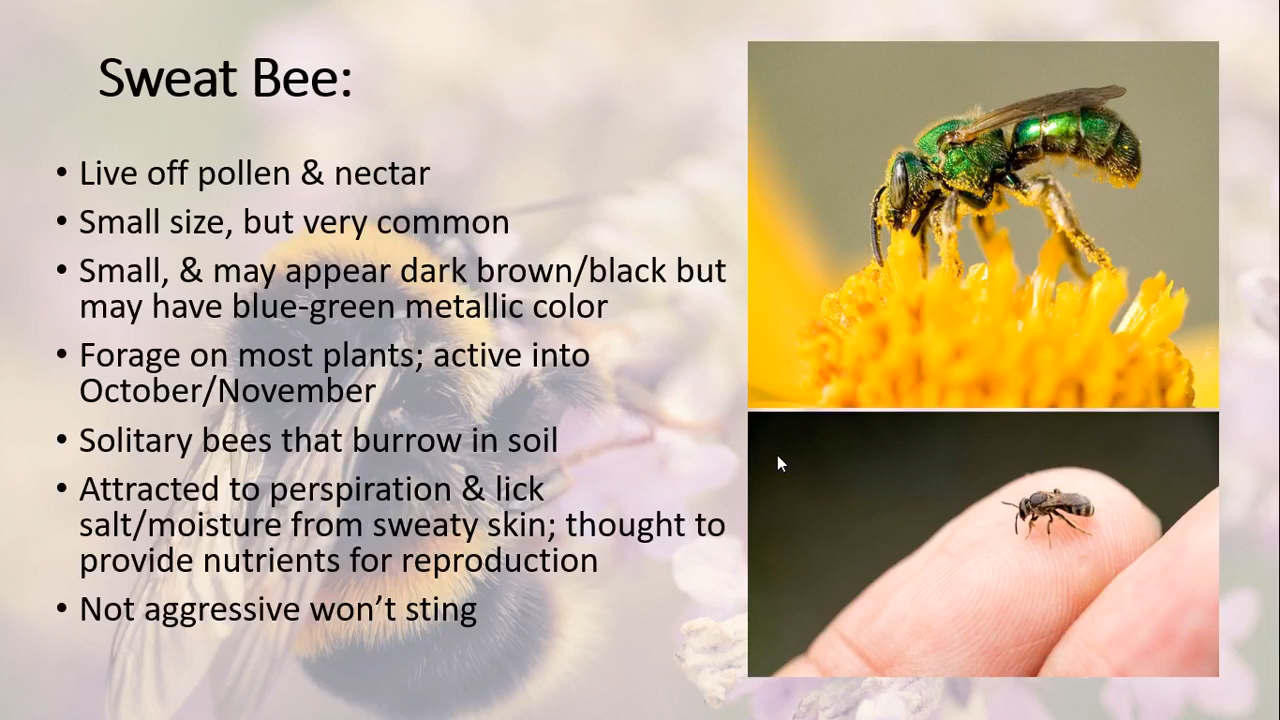 Sweat Bee:
• Live off pollen & nectar
• Small size, but very common
• Small, & may appear dark brown/black but
may have blue-green metallic color
• Forage on most plants; active into
October/November
• Solitary bees that burrow in soil
• Attracted to perspiration & lick
salt/moisture from sweaty skin; thought to
provide nutrients for reproduction
• Not aggressive won’t sting